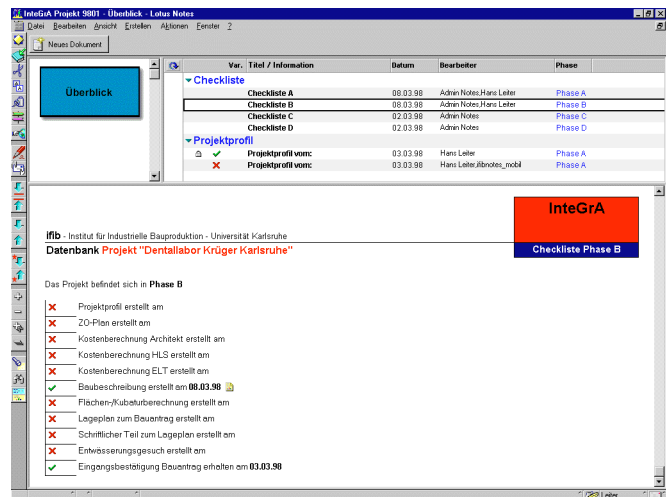 InteGrA Projekt 9801 - Überblick - Lotus Notes
Datei Bearbeiten Ansicht Erstellen Aktionen Fenster ?
Neues Dokument
Überblick
Var. Titel / Information Datum Bearbeiter Phase
Checkliste
Checkliste A 08.03.98 Admin Notes,Hans Leiter Phase A
Checkliste B 08.03.98 Admin Notes,Hans Leiter Phase B
Checkliste C 02.03.98 Admin Notes Phase C
Checkliste D 02.03.98 Admin Notes Phase D
Projektprofil
Projektprofil vom: 03.03.98 Hans Leiter Phase A
Projektprofil vom: 03.03.98 Hans Leiter,ifibnotes_mobil Phase A
InteGrA
ifib - Institut für Industrielle Bauproduktion - Universität Karlsruhe
Datenbank Projekt "Dentallabor Krüger Karlsruhe"
Checkliste Phase B
Das Projekt befindet sich in Phase B
Projektprofil erstellt am
ZO-Plan erstellt am
Kostenberechnung Architekt erstellt am
Kostenberechnung HLS erstellt am
Kostenberechnung ELT erstellt am
Baubeschreibung erstellt am 08.03.98
Flächen-/Kubaturberechnung erstellt am
Lageplan zum Bauantrag erstellt am
Schriftlicher Teil zum Lageplan erstellt am
Entwässerungsgesuch erstellt am
Eingangsbestätigung Bauantrag erhalten am 03.03.98
Leiter